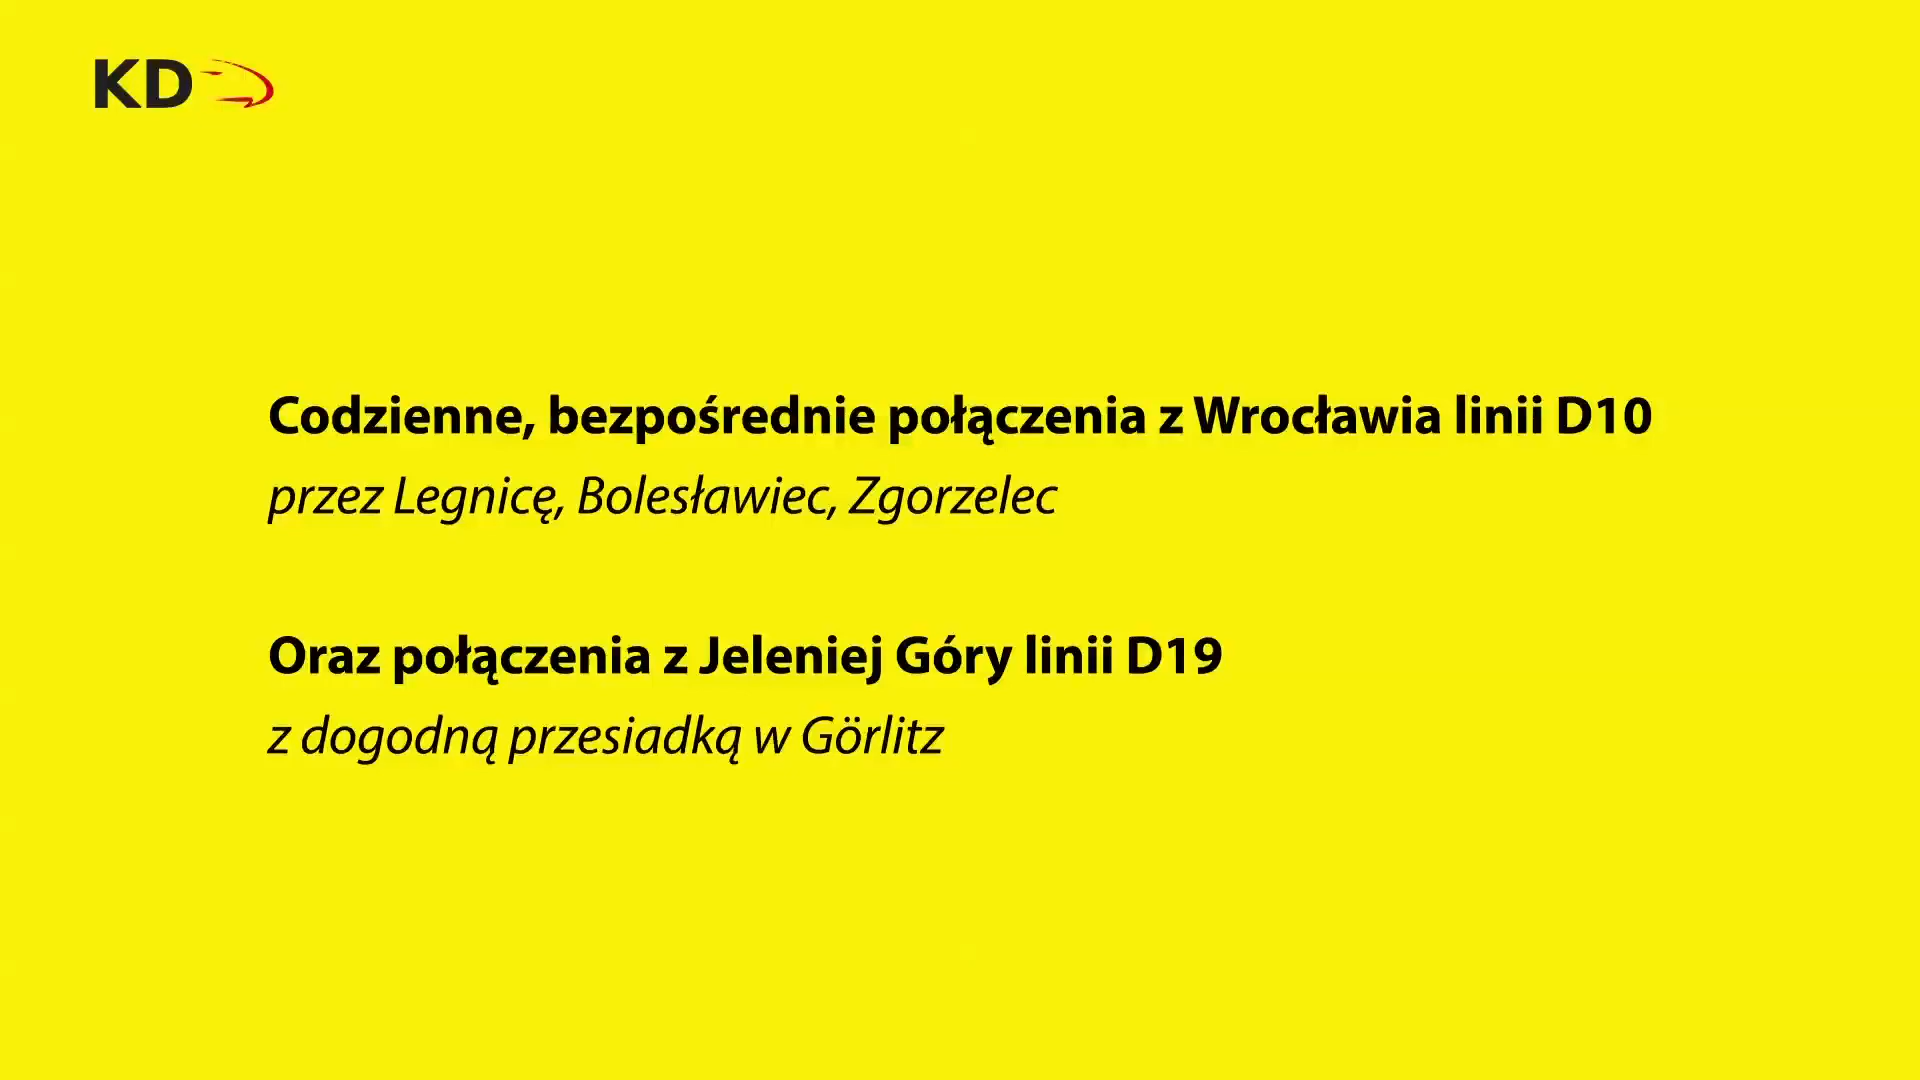 KD
Codzienne, bezpośrednie połączenia z Wrocławia linii D10
przez Legnicę, Bolesławiec, Zgorzelec
Oraz połączenia z Jeleniej Góry linii D19
z dogodną przesiadką w Görlitz